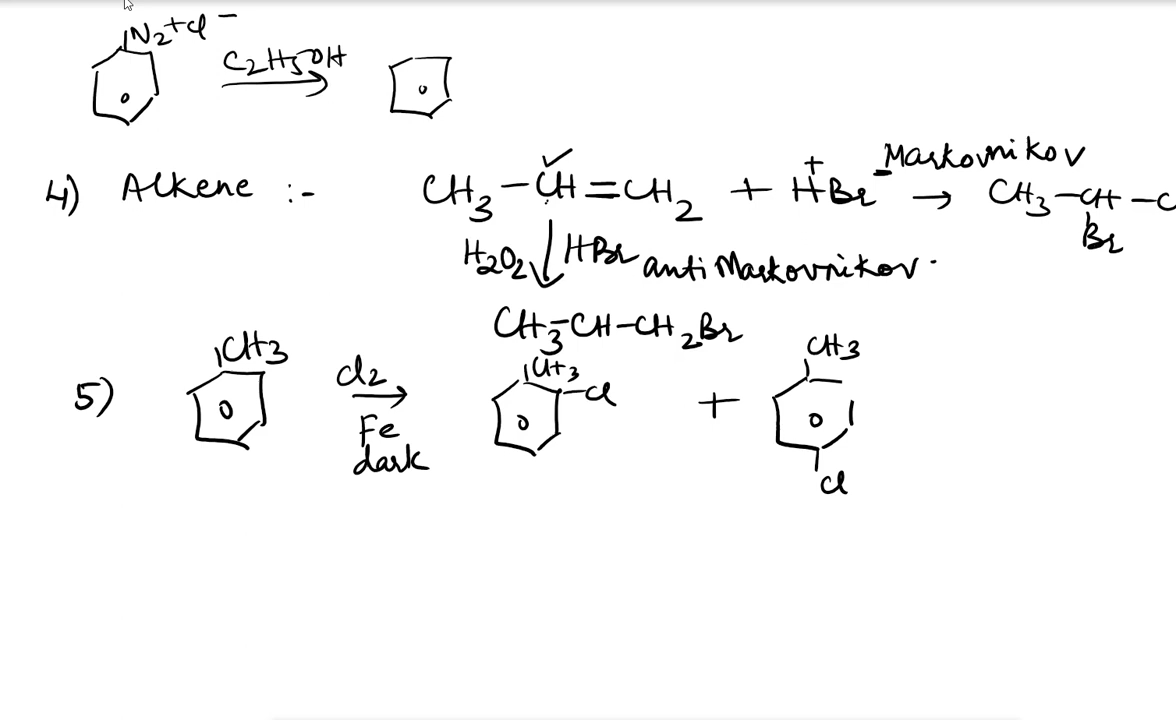 N2+Cl-
C2H5OH
4) Alkene :- CH3-CH=CH2 + H+Br- → CH3-CH-C
Markovnikov
Br
H2O2 HBr anti Markovnikov.
CH3-CH-CH2Br
5) CH3 Cl2 CH3 -Cl + CH3
Fe
dark
Cl